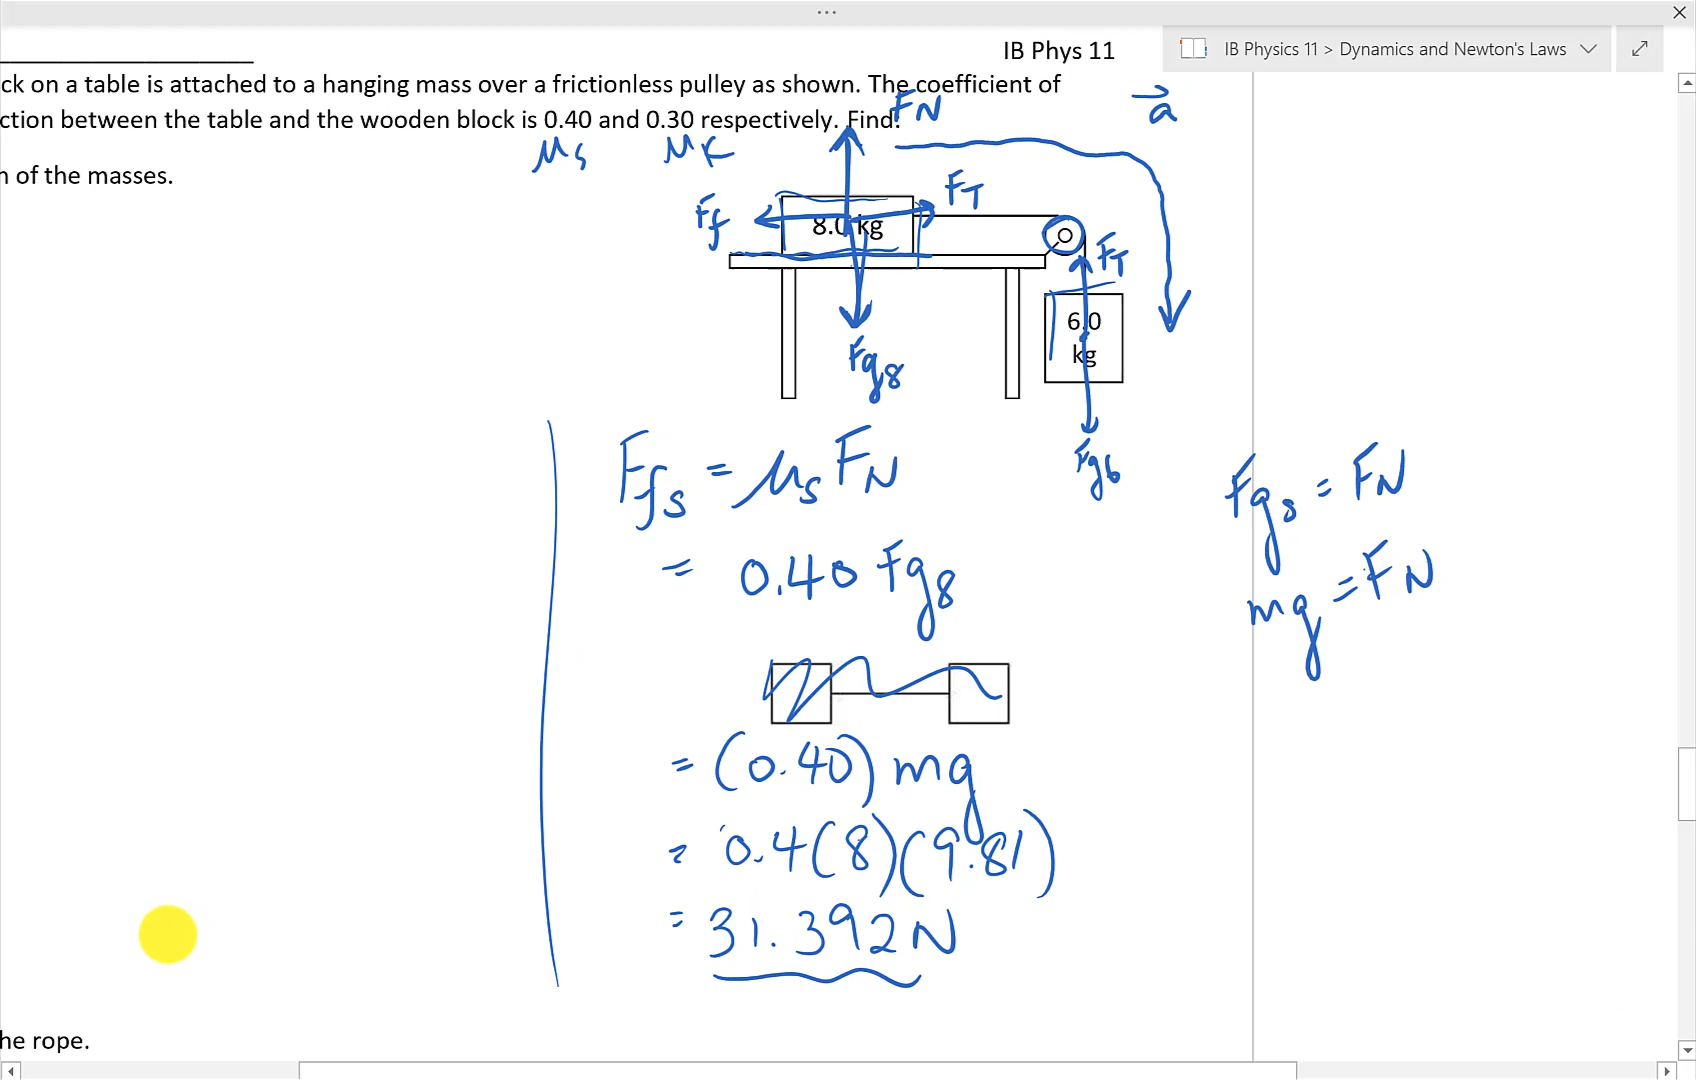 IB Phys 11
IB Physics 11 > Dynamics and Newton's Laws
ck on a table is attached to a hanging mass over a frictionless pulley as shown. The coefficient of
ction between the table and the wooden block is 0.40 and 0.30 respectively. Find:
μs μK
FN
a
n of the masses.
Ff
8.0 kg
FT
FT
6.0
kg
Fg8
Fg6
Ffs = μs FN
= 0.40 Fg8
Fg8 = FN
mg = FN
= (0.40) mg
= 0.4(8)(9.81)
= 31.392N
he rope.